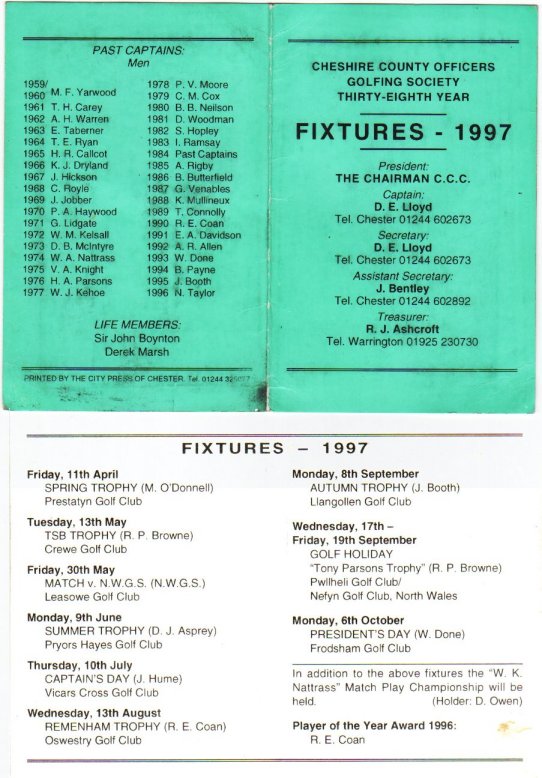 PAST CAPTAINS:
Men
1959/
1960 M. F. Yarwood
1961 T. H. Carey
1962 A. H. Warren
1963 E. Taberner
1964 T. E. Ryan
1965 H. R. Callcot
1966 K. J. Dryland
1967 J. Hickson
1968 C. Royle
1969 J. Jobber
1970 P. A. Haywood
1971 G. Lidgate
1972 W. M. Kelsall
1973 D. B. McIntyre
1974 W. A. Nattrass
1975 V. A. Knight
1976 H. A. Parsons
1977 W. J. Kehoe
1978 P. V. Moore
1979 C. M. Cox
1980 B. B. Neilson
1981 D. Woodman
1982 S. Hopley
1983 I. Ramsay
1984 Past Captains
1985 A. Rigby
1986 B. Butterfield
1987 G. Venables
1988 K. Mullineux
1989 T. Connolly
1990 R. E. Coan
1991 E. A. Davidson
1992 A. R. Allen
1993 W. Done
1994 B. Payne
1995 J. Booth
1996 N. Taylor
LIFE MEMBERS:
Sir John Boynton
Derek Marsh
PRINTED BY THE CITY PRESS OF CHESTER. Tel. 01244
CHESHIRE COUNTY OFFICERS
GOLFING SOCIETY
THIRTY-EIGHTH YEAR
FIXTURES - 1997
President:
THE CHAIRMAN C.C.C.
Captain:
D. E. Lloyd
Tel. Chester 01244 602673
Secretary:
D. E. Lloyd
Tel. Chester 01244 602673
Assistant Secretary:
J. Bentley
Tel. Chester 01244 602892
Treasurer:
R. J. Ashcroft
Tel. Warrington 01925 230730
FIXTURES – 1997
Friday, 11th April
SPRING TROPHY (M. O'Donnell)
Prestatyn Golf Club
Tuesday, 13th May
TSB TROPHY (R. P. Browne)
Crewe Golf Club
Friday, 30th May
MATCH v. N.W.G.S. (N.W.G.S.)
Leasowe Golf Club
Monday, 9th June
SUMMER TROPHY (D. J. Asprey)
Pryors Hayes Golf Club
Thursday, 10th July
CAPTAIN'S DAY (J. Hume)
Vicars Cross Golf Club
Wednesday, 13th August
REMENHAM TROPHY (R. E. Coan)
Oswestry Golf Club
Monday, 8th September
AUTUMN TROPHY (J. Booth)
Llangollen Golf Club
Wednesday, 17th –
Friday, 19th September
GOLF HOLIDAY
"Tony Parsons Trophy" (R. P. Browne)
Pwllheli Golf Club/
Nefyn Golf Club, North Wales
Monday, 6th October
PRESIDENT'S DAY (W. Done)
Frodsham Golf Club
In addition to the above fixtures the "W. K.
Nattrass" Match Play Championship will be
held. (Holder: D. Owen)
Player of the Year Award 1996:
R. E. Coan